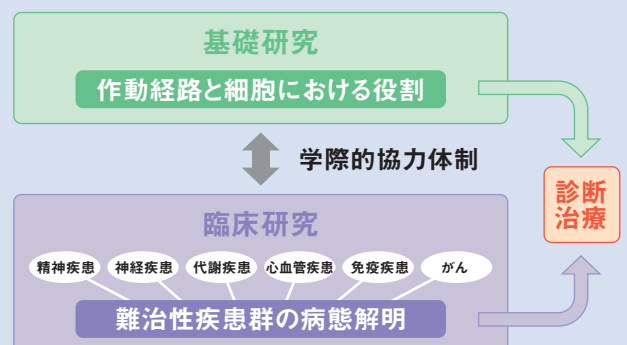 基礎研究
作動経路と細胞における役割
学際的協力体制
診断
治療
臨床研究
精神疾患 神経疾患 代謝疾患 心血管疾患 免疫疾患 がん
難治性疾患群の病態解明